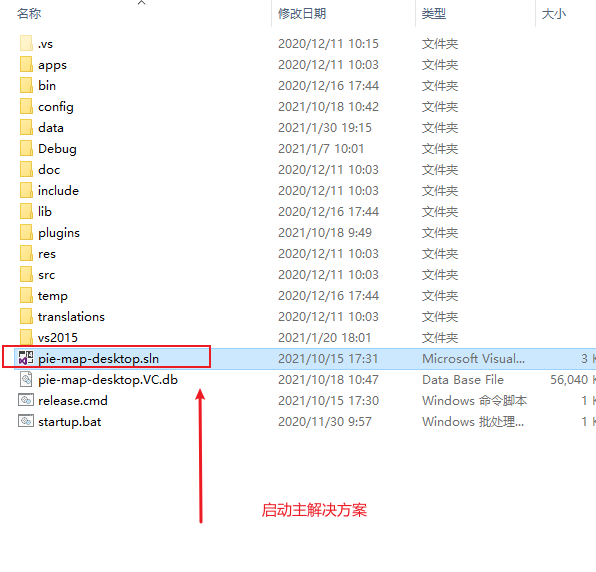 名称 修改日期 类型 大小
.vs 2020/12/11 10:15 文件夹
apps 2020/12/11 10:03 文件夹
bin 2020/12/16 17:44 文件夹
config 2021/10/18 10:42 文件夹
data 2021/1/30 19:15 文件夹
Debug 2021/1/7 10:01 文件夹
doc 2020/12/11 10:03 文件夹
include 2020/12/11 10:03 文件夹
lib 2020/12/16 17:44 文件夹
plugins 2021/10/18 9:49 文件夹
res 2020/12/11 10:03 文件夹
src 2020/12/11 10:03 文件夹
temp 2020/12/16 17:44 文件夹
translations 2020/12/11 10:03 文件夹
vs2015 2021/1/20 18:01 文件夹
pie-map-desktop.sln 2021/10/15 17:31 Microsoft Visual... 3 K
pie-map-desktop.VC.db 2021/10/18 10:47 Data Base File 56,040 K
release.cmd 2021/10/15 17:30 Windows 命令脚本 1 K
startup.bat 2020/11/30 9:57 Windows 批处理... 1 K
启动主解决方案